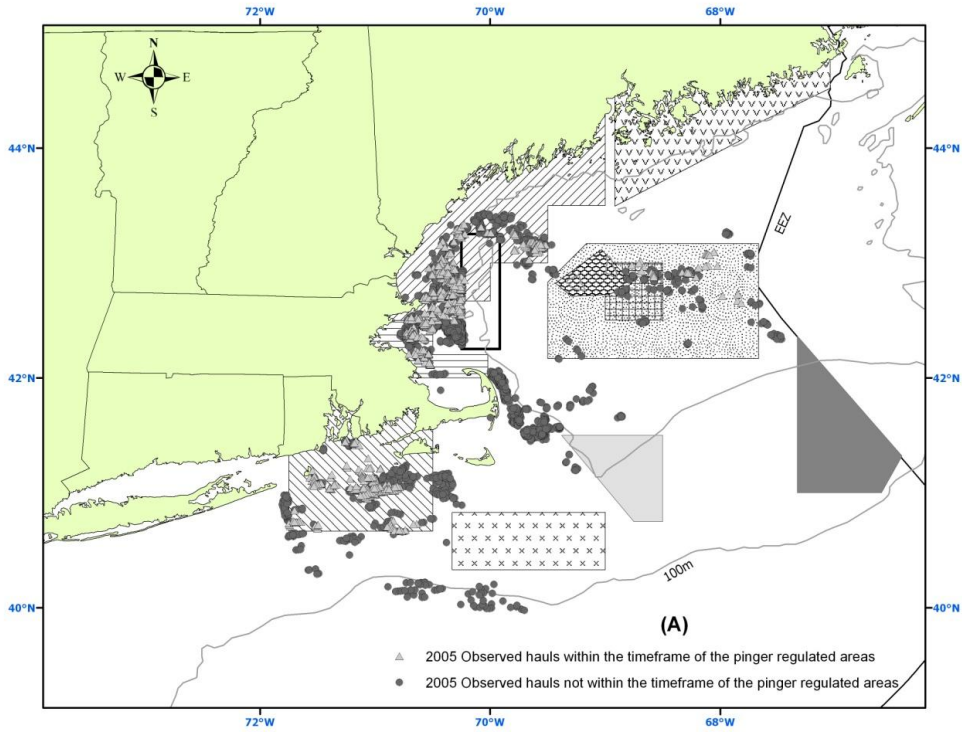 72°W 70°W 68°W
N
W E
S
44°N 44°N
EEZ
42°N 42°N
100m
40°N 40°N
(A)
2005 Observed hauls within the timeframe of the pinger regulated areas
2005 Observed hauls not within the timeframe of the pinger regulated areas
72°W 70°W 68°W